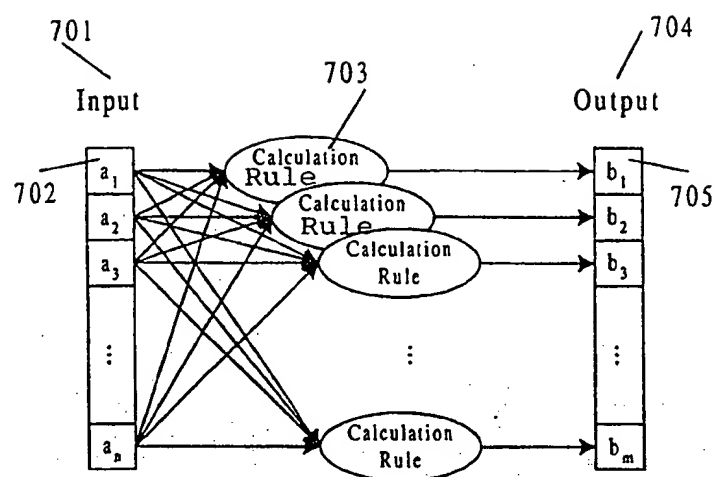 701
704
703
Input
Output
702
a1
Calculation
Rule
b1
705
a2
Calculation
Rule
b2
a3
Calculation
Rule
b3
⋮
⋮
⋮
an
Calculation
Rule
bm